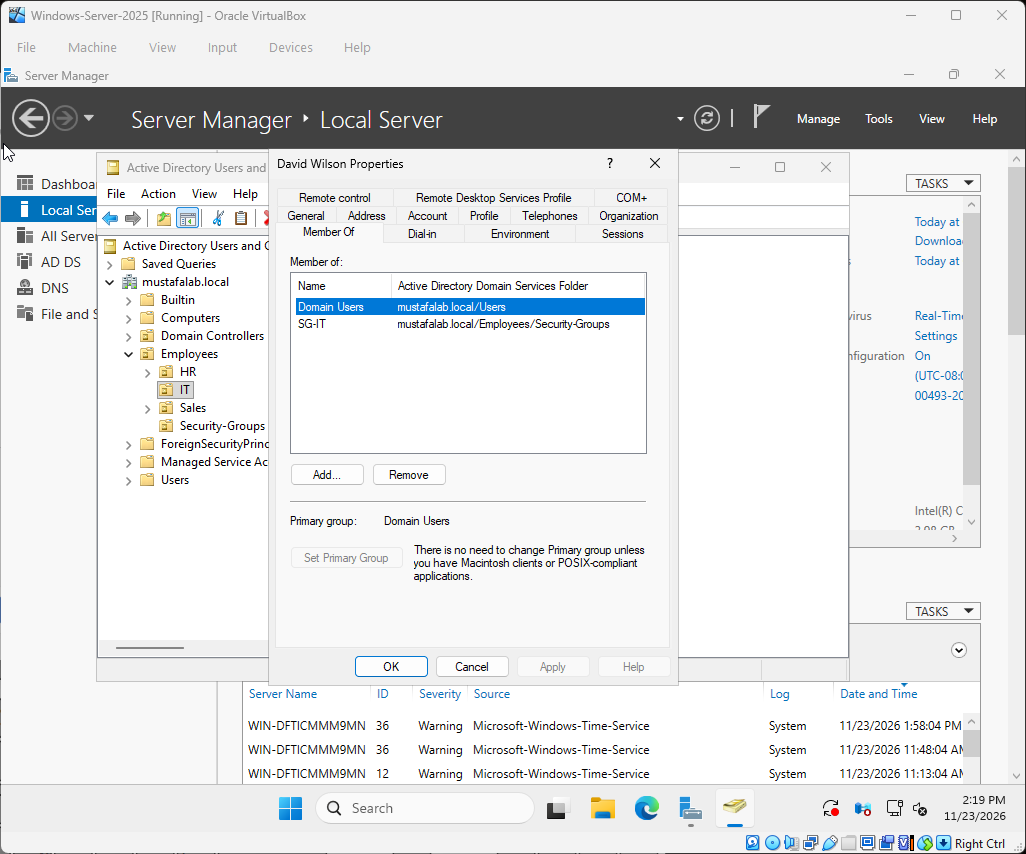 Windows-Server-2025 [Running] - Oracle VirtualBox
File Machine View Input Devices Help
Server Manager
Server Manager • Local Server
Manage Tools View Help
Dashboa
Local Ser
All Serve
AD DS
DNS
File and S
Active Directory Users and
File Action View Help
Active Directory Users and C
Saved Queries
mustafalab.local
Builtin
Computers
Domain Controllers
Employees
HR
IT
Sales
Security-Groups
ForeignSecurityPrinc
Managed Service Ac
Users
David Wilson Properties
Remote control Remote Desktop Services Profile COM+
General Address Account Profile Telephones Organization
Member Of Dial-in Environment Sessions
Member of:
Name Active Directory Domain Services Folder
Domain Users mustafalab.local/Users
SG-IT mustafalab.local/Employees/Security-Groups
Add... Remove
Primary group: Domain Users
Set Primary Group
There is no need to change Primary group unless
you have Macintosh clients or POSIX-compliant
applications.
OK Cancel Apply Help
TASKS
Today at
Downloa
Today at
virus Real-Time
Settings
figuration On
(UTC-08:0
00493-20
Intel(R) C
TASKS
Server Name ID Severity Source Log Date and Time
WIN-DFTICMMM9MN 36 Warning Microsoft-Windows-Time-Service System 11/23/2026 1:58:04 PM
WIN-DFTICMMM9MN 36 Warning Microsoft-Windows-Time-Service System 11/23/2026 11:48:04 AM
WIN-DFTICMMM9MN 12 Warning Microsoft-Windows-Time-Service System 11/23/2026 11:13:04 AM
Search
2:19 PM
11/23/2026
Right Ctrl